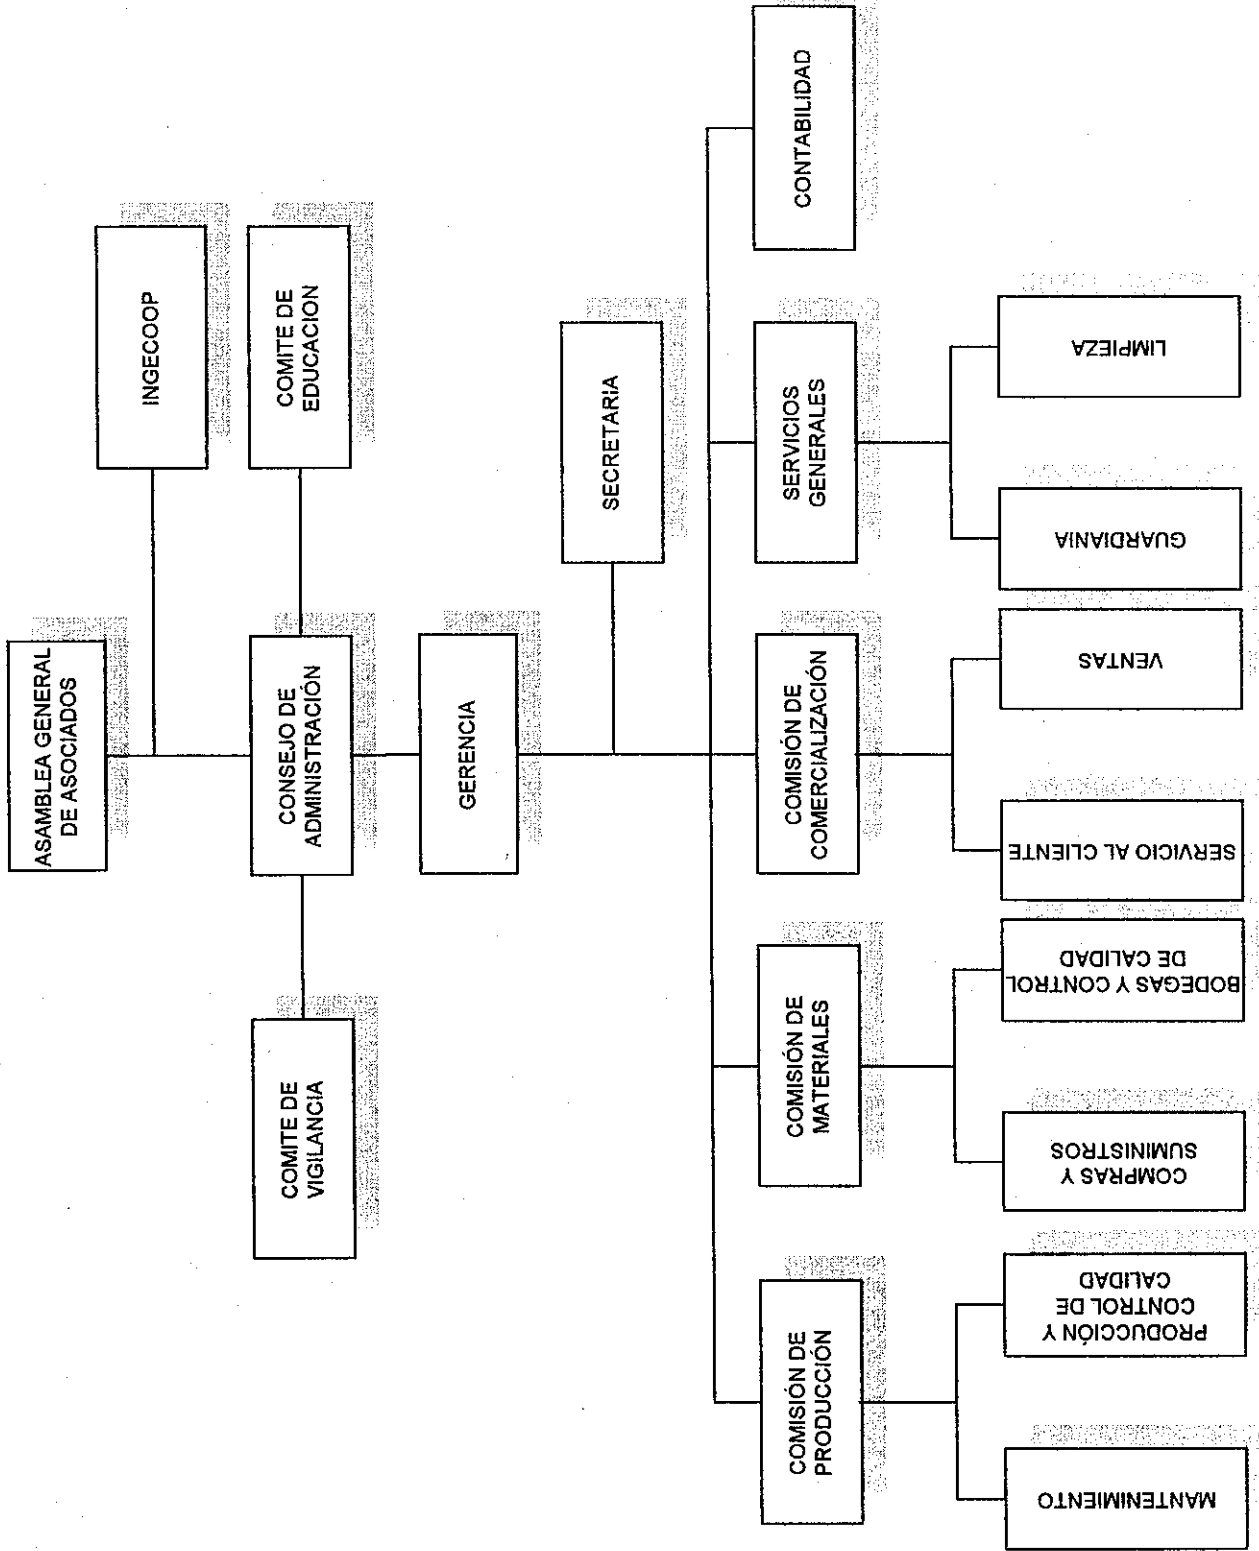 ASAMBLEA GENERAL
DE ASOCIADOS
INGECOOP
COMITE DE
VIGILANCIA
CONSEJO DE
ADMINISTRACIÓN
COMITE DE
EDUCACION
GERENCIA
SECRETARIA
COMISIÓN DE
PRODUCCIÓN
COMISIÓN DE
MATERIALES
COMISIÓN DE
COMERCIALIZACIÓN
SERVICIOS
GENERALES
CONTABILIDAD
MANTENIMIENTO
PRODUCCIÓN Y
CONTROL DE
CALIDAD
COMPRAS Y
SUMINISTROS
BODEGAS Y CONTROL
DE CALIDAD
SERVICIO AL CLIENTE
VENTAS
GUARDIANIA
LIMPIEZA